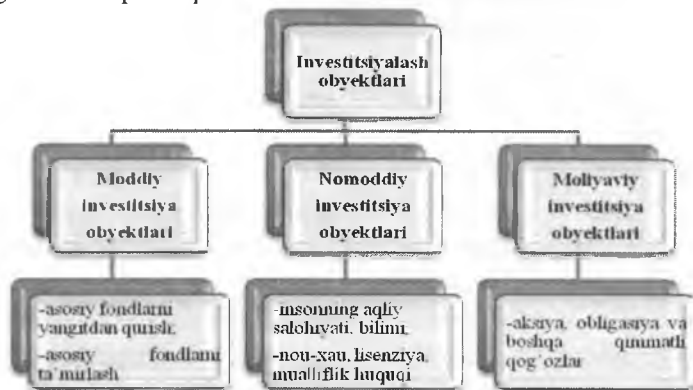 Investitsiyalash
obyektlari
Moddiy
investitsiya
obyektlari
Nomoddiy
investitsiya
obyektlari
Moliyaviy
investitsiya
obyektlari
-asosiy fondlarni
yangitdan qurish;
-asosiy fondlarni
ta'mirlash
-insonning aqliy
salohiyati, bilimi,
-nou-xau, lisenziya,
mualliflik huquqi
-aksiya, obligasiya va
boshqa qimmatli
qog`ozlar